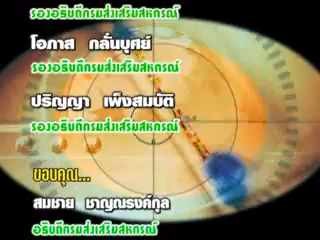 รองอธิบดีกรมส่งเสริมสหกรณ์
โอภาส กลั่นบุศย์
รองอธิบดีกรมส่งเสริมสหกรณ์
ปริญญา เพ็งสมบัติ
รองอธิบดีกรมส่งเสริมสหกรณ์
ขอบคุณ...
สมชาย ชาญณรงค์กุล
อธิบดีกรมส่งเสริมสหกรณ์